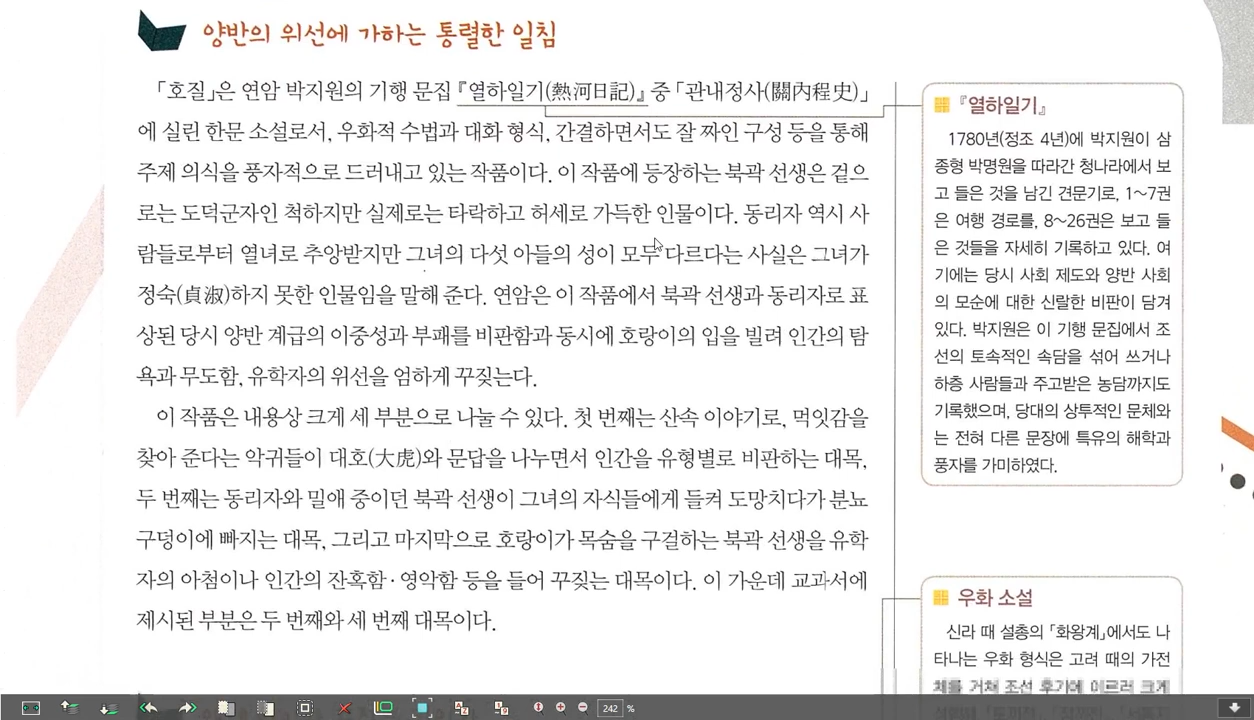 양반의 위선에 가하는 통렬한 일침
「호질」은 연암 박지원의 기행 문집 『열하일기(熱河日記)』 중 「관내정사(關內程史)」
에 실린 한문 소설로서, 우화적 수법과 대화 형식, 간결하면서도 잘 짜인 구성 등을 통해
주제 의식을 풍자적으로 드러내고 있는 작품이다. 이 작품에 등장하는 북곽 선생은 겉으
로는 도덕군자인 척하지만 실제로는 타락하고 허세로 가득한 인물이다. 동리자 역시 사
람들로부터 열녀로 추앙받지만 그녀의 다섯 아들의 성이 모두 다르다는 사실은 그녀가
정숙(貞淑)하지 못한 인물임을 말해 준다. 연암은 이 작품에서 북곽 선생과 동리자로 표
상된 당시 양반 계급의 이중성과 부패를 비판함과 동시에 호랑이의 입을 빌려 인간의 탐
욕과 무도함, 유학자의 위선을 엄하게 꾸짖는다.
이 작품은 내용상 크게 세 부분으로 나눌 수 있다. 첫 번째는 산속 이야기로, 먹잇감을
찾아 준다는 악귀들이 대호(大虎)와 문답을 나누면서 인간을 유형별로 비판하는 대목,
두 번째는 동리자와 밀애 중이던 북곽 선생이 그녀의 자식들에게 들켜 도망치다가 분뇨
구덩이에 빠지는 대목, 그리고 마지막으로 호랑이가 목숨을 구걸하는 북곽 선생을 유학
자의 아첨이나 인간의 잔혹함·영악함 등을 들어 꾸짖는 대목이다. 이 가운데 교과서에
제시된 부분은 두 번째와 세 번째 대목이다.
『열하일기』
1780년(정조 4년)에 박지원이 삼
종형 박명원을 따라간 청나라에서 보
고 들은 것을 남긴 견문기로, 1~7권
은 여행 경로를, 8~26권은 보고 들
은 것들을 자세히 기록하고 있다. 여
기에는 당시 사회 제도와 양반 사회
의 모순에 대한 신랄한 비판이 담겨
있다. 박지원은 이 기행 문집에서 조
선의 토속적인 속담을 섞어 쓰거나
하층 사람들과 주고받은 농담까지도
기록했으며, 당대의 상투적인 문체와
는 전혀 다른 문장에 특유의 해학과
풍자를 가미하였다.
우화 소설
신라 때 설총의 「화왕계」에서도 나
타나는 우화 형식은 고려 때의 가전
체를 거쳐 조선 후기에 이르러 크게
242 %